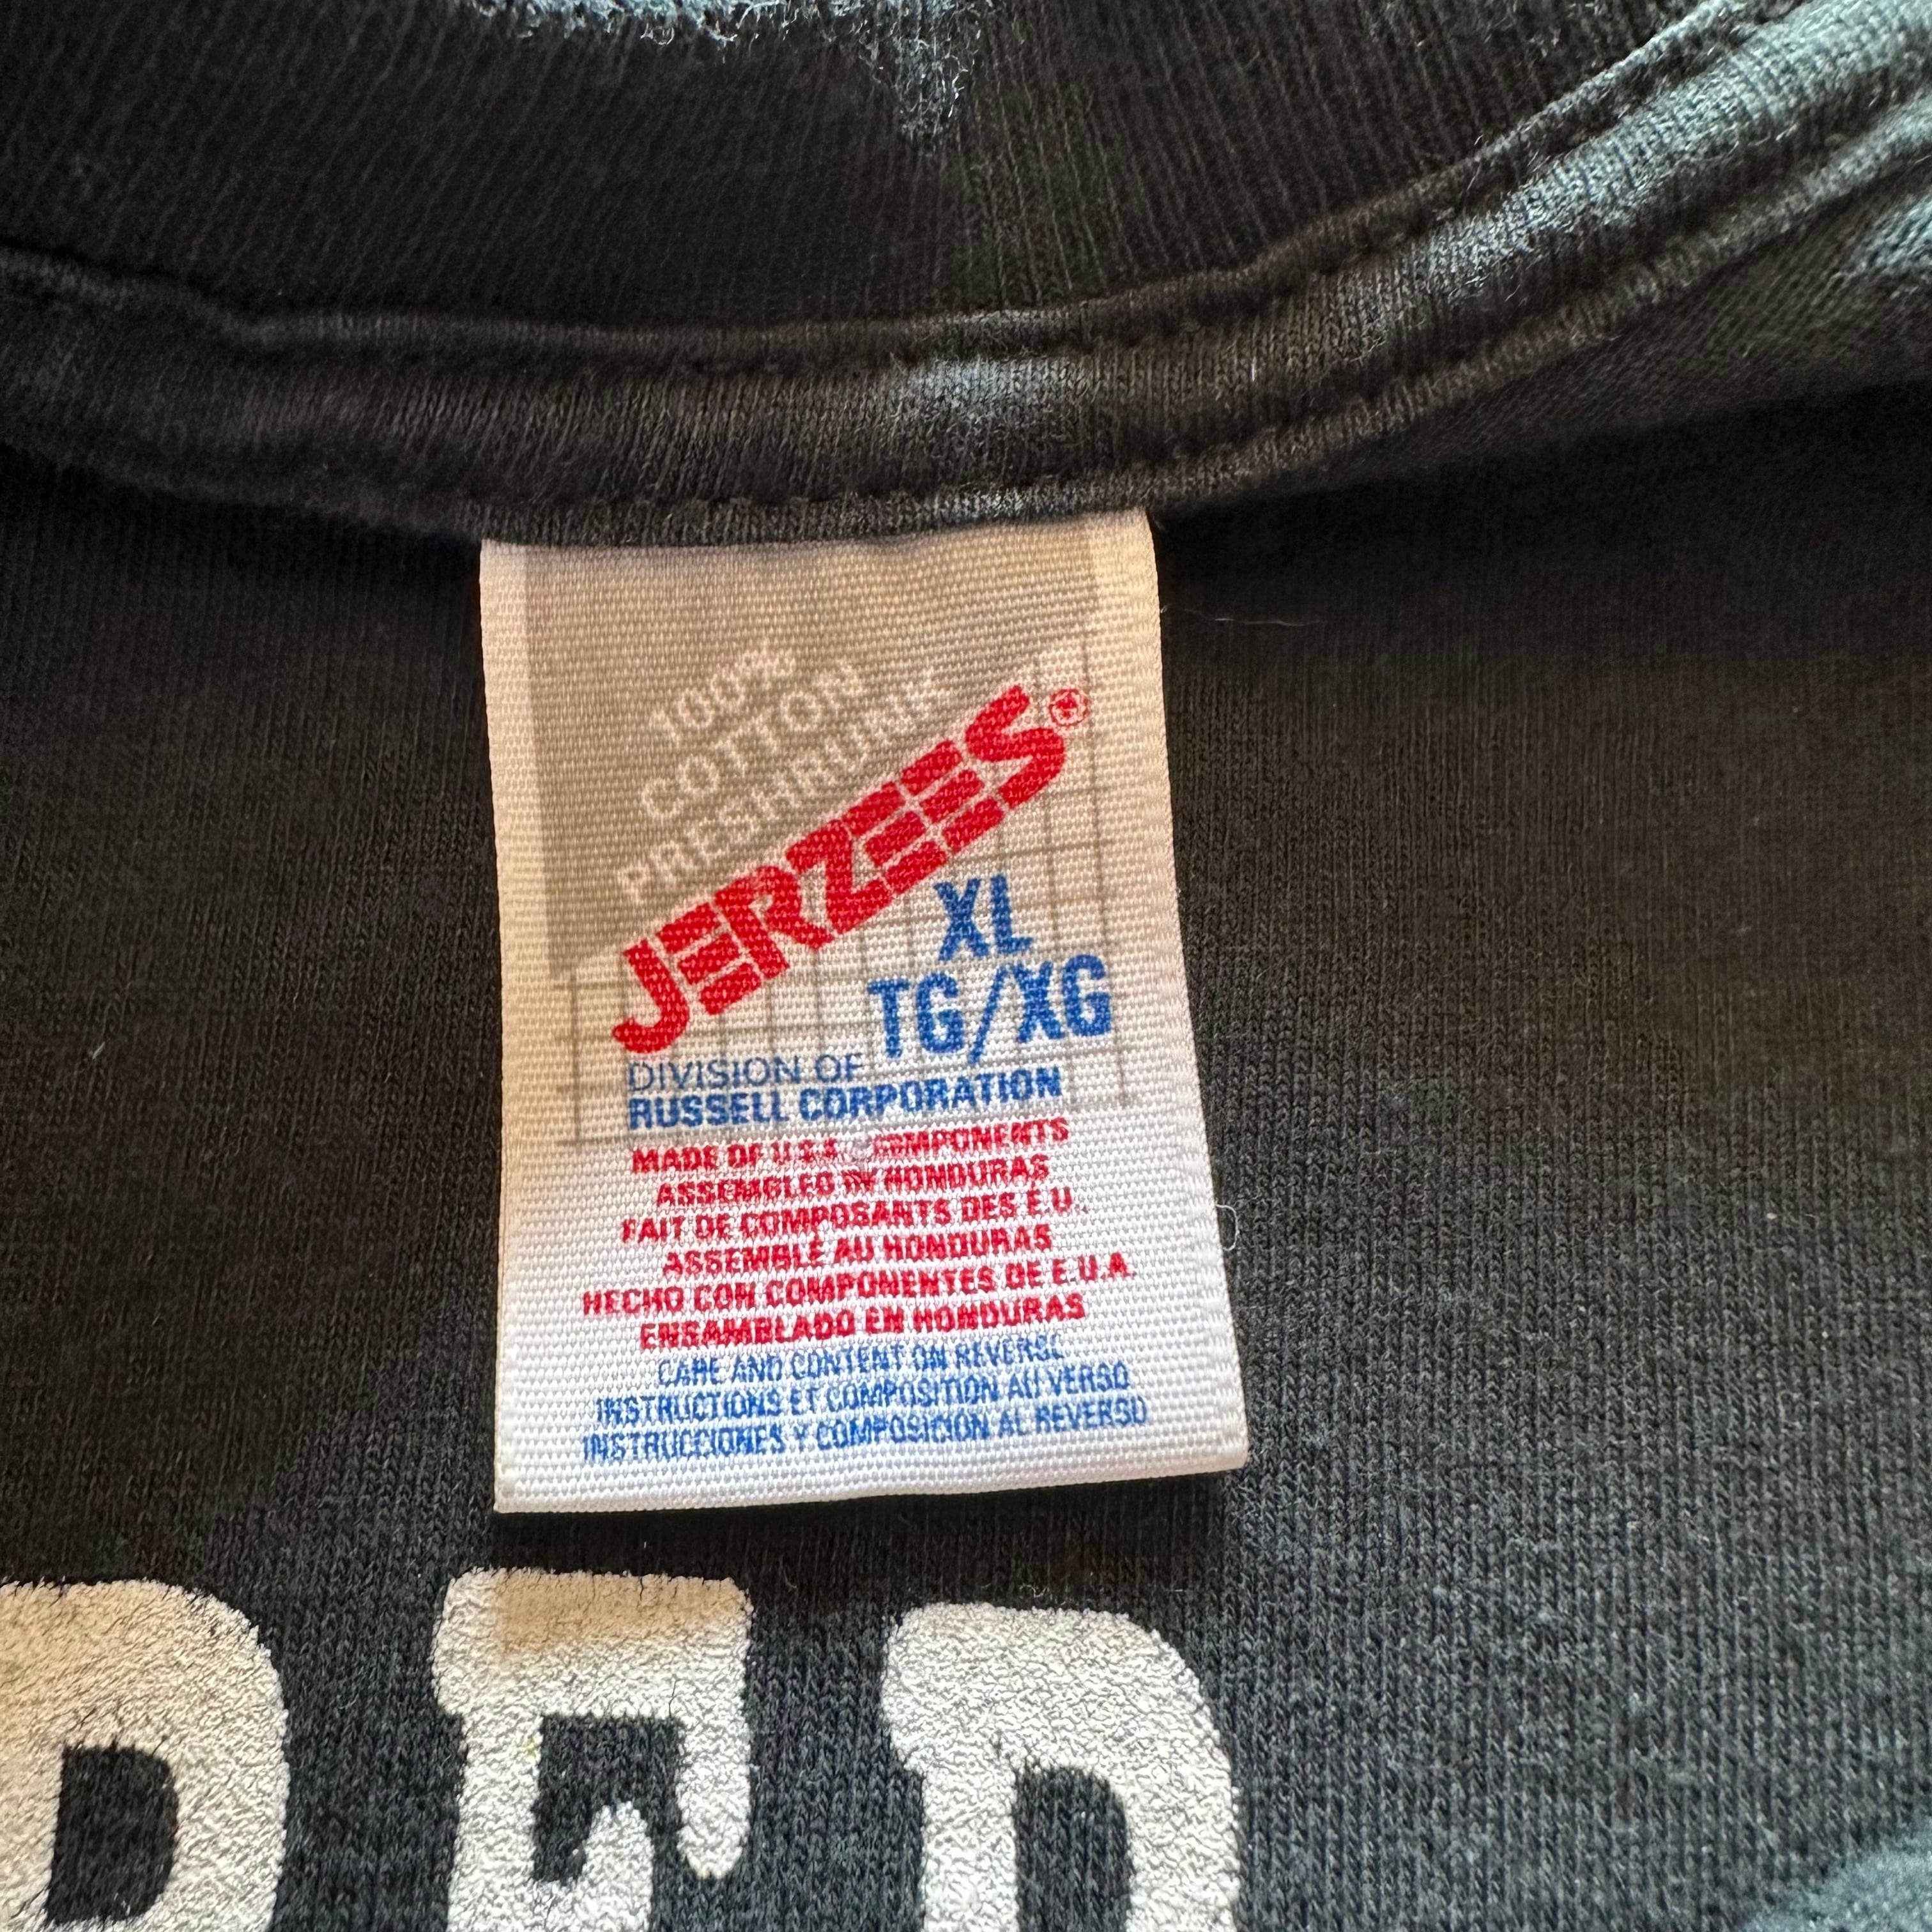 100%
COTTON
PRESHRUNK
JERZEES®
XL
TG/XG
DIVISION OF
RUSSELL CORPORATION
MADE OF U.S.A. COMPONENTS
ASSEMBLED IN HONDURAS
FAIT DE COMPOSANTS DES É.U.
ASSEMBLÉ AU HONDURAS
HECHO CON COMPONENTES DE E.U.A.
ENSAMBLADO EN HONDURAS
CARE AND CONTENT ON REVERSE
INSTRUCTIONS ET COMPOSITION AU VERSO
INSTRUCCIONES Y COMPOSICION AL REVERSO